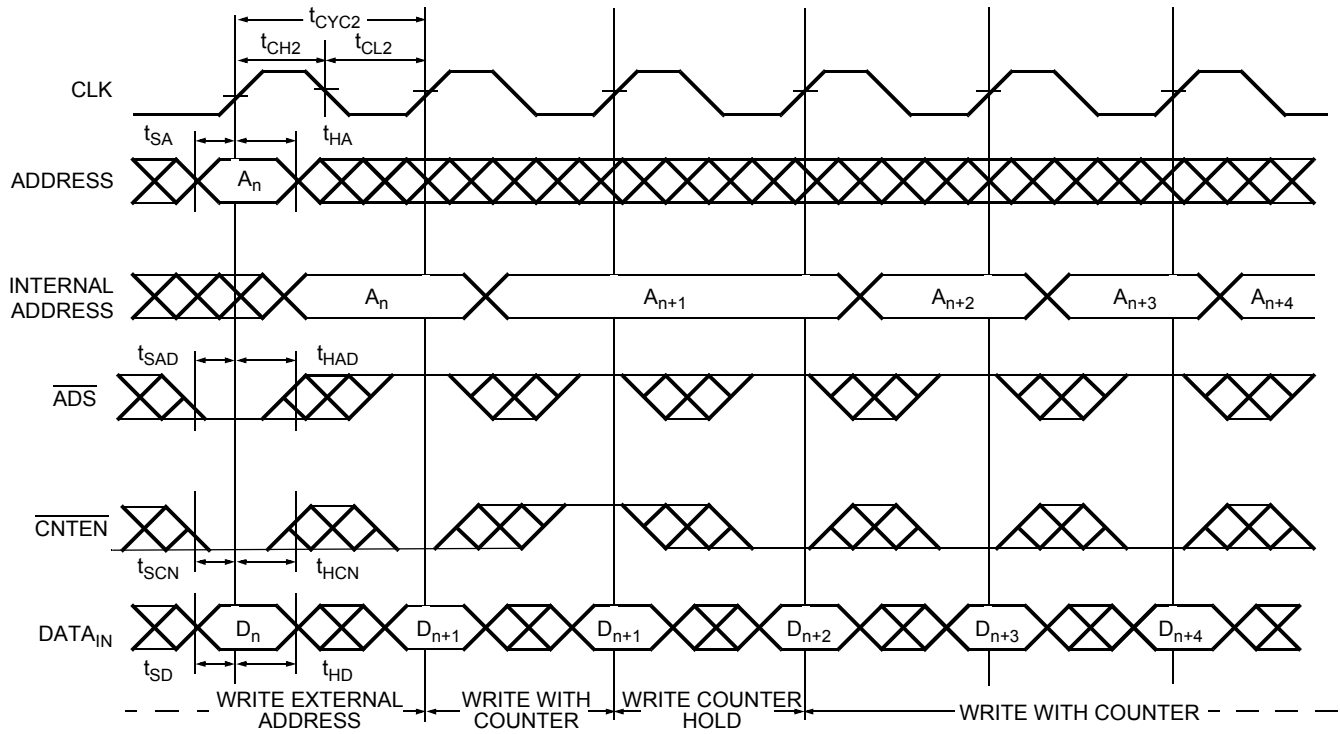 tCYC2
tCH2 tCL2
CLK
tSA tHA
ADDRESS An
INTERNAL
ADDRESS An An+1 An+2 An+3 An+4
tSAD tHAD
ADS
CNTEN
tSCN tHCN
DATAIN Dn Dn+1 Dn+1 Dn+2 Dn+3 Dn+4
tSD tHD
WRITE EXTERNAL
ADDRESS
WRITE WITH
COUNTER
WRITE COUNTER
HOLD
WRITE WITH COUNTER